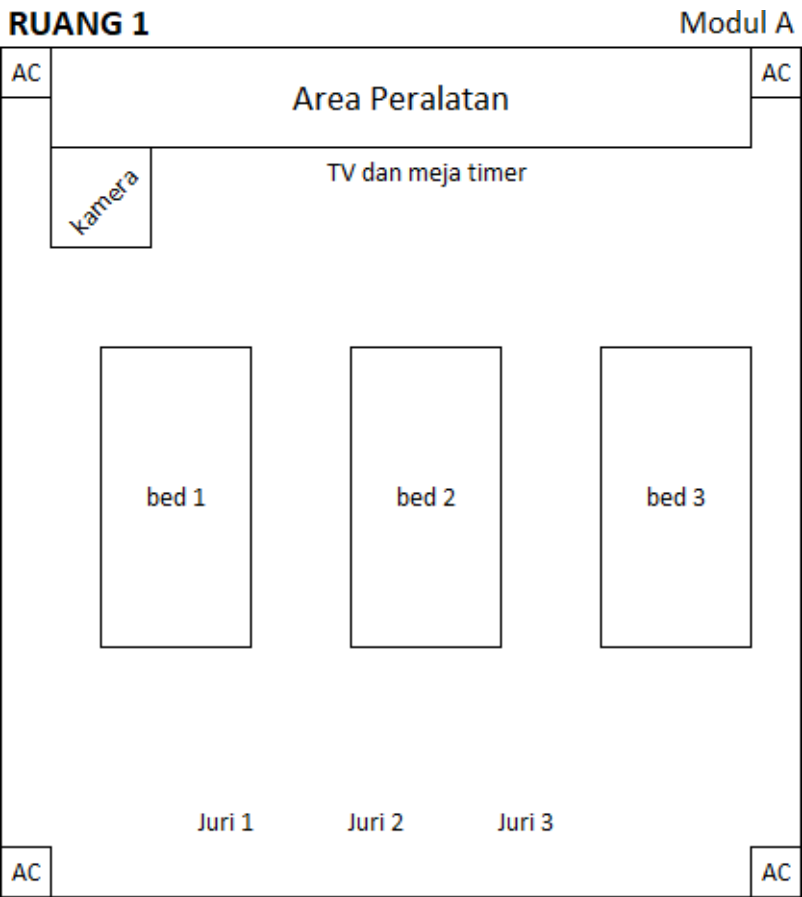 RUANG 1
Modul A
AC
Area Peralatan
AC
TV dan meja timer
kamera
bed 1
bed 2
bed 3
Juri 1
Juri 2
Juri 3
AC
AC